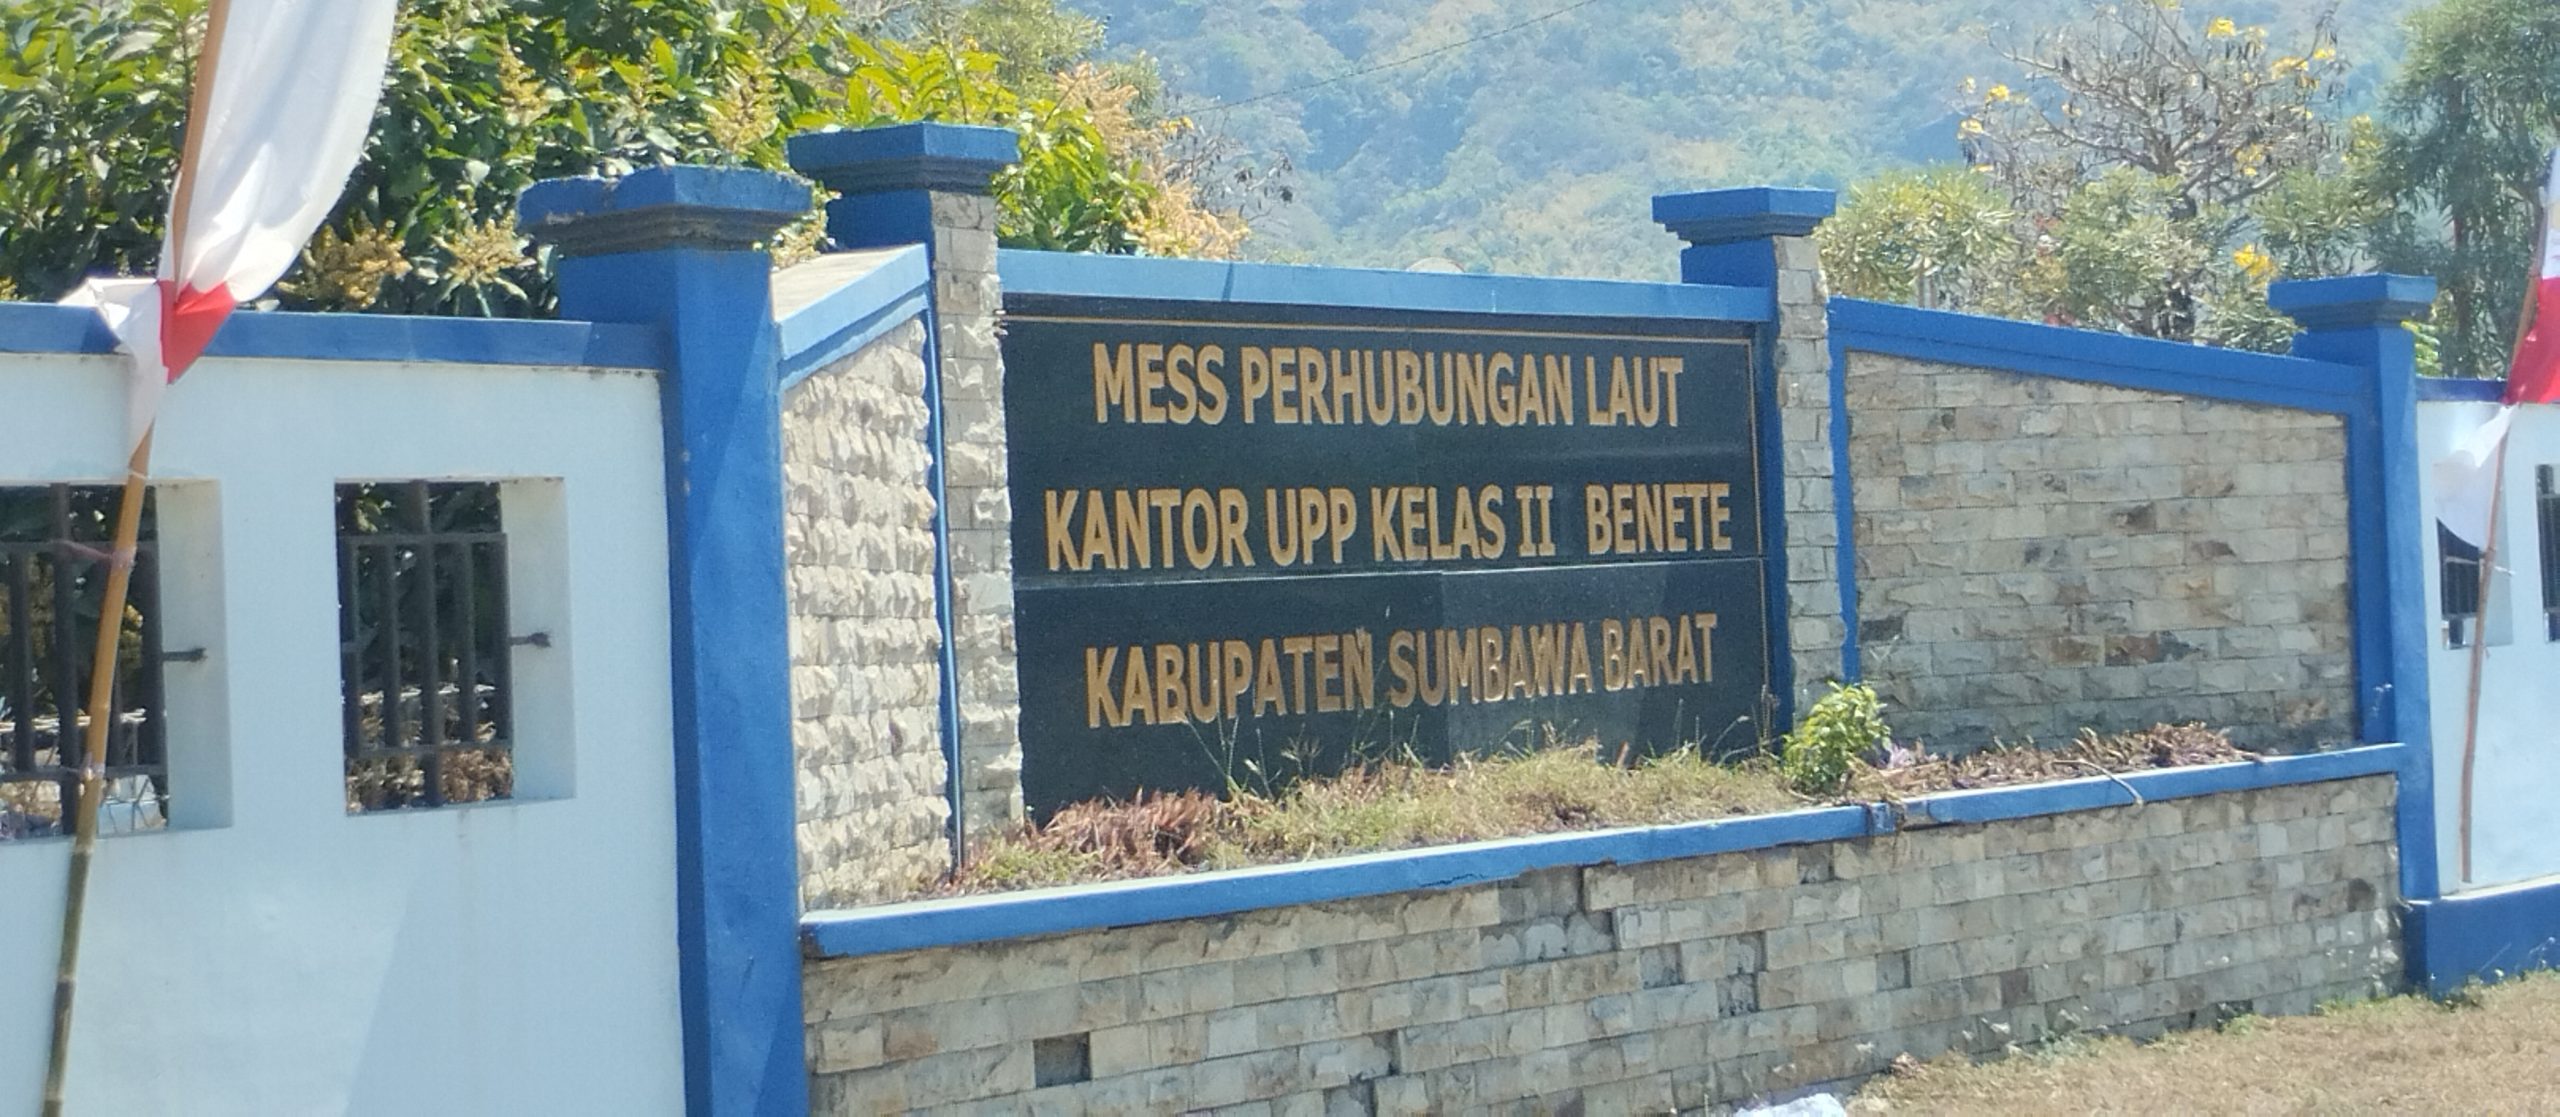 MESS PERHUBUNGAN LAUT
KANTOR UPP KELAS II BENETE
KABUPATEN SUMBAWA BARAT